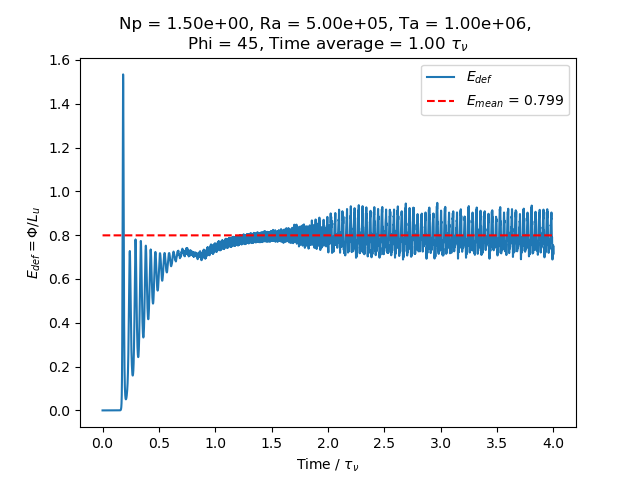 Np = 1.50e+00, Ra = 5.00e+05, Ta = 1.00e+06,
Phi = 45, Time average = 1.00 τ_ν
E_def
E_mean = 0.799
E_def = Φ/L_u
1.6
1.4
1.2
1.0
0.8
0.6
0.4
0.2
0.0
0.0 0.5 1.0 1.5 2.0 2.5 3.0 3.5 4.0
Time / τ_ν